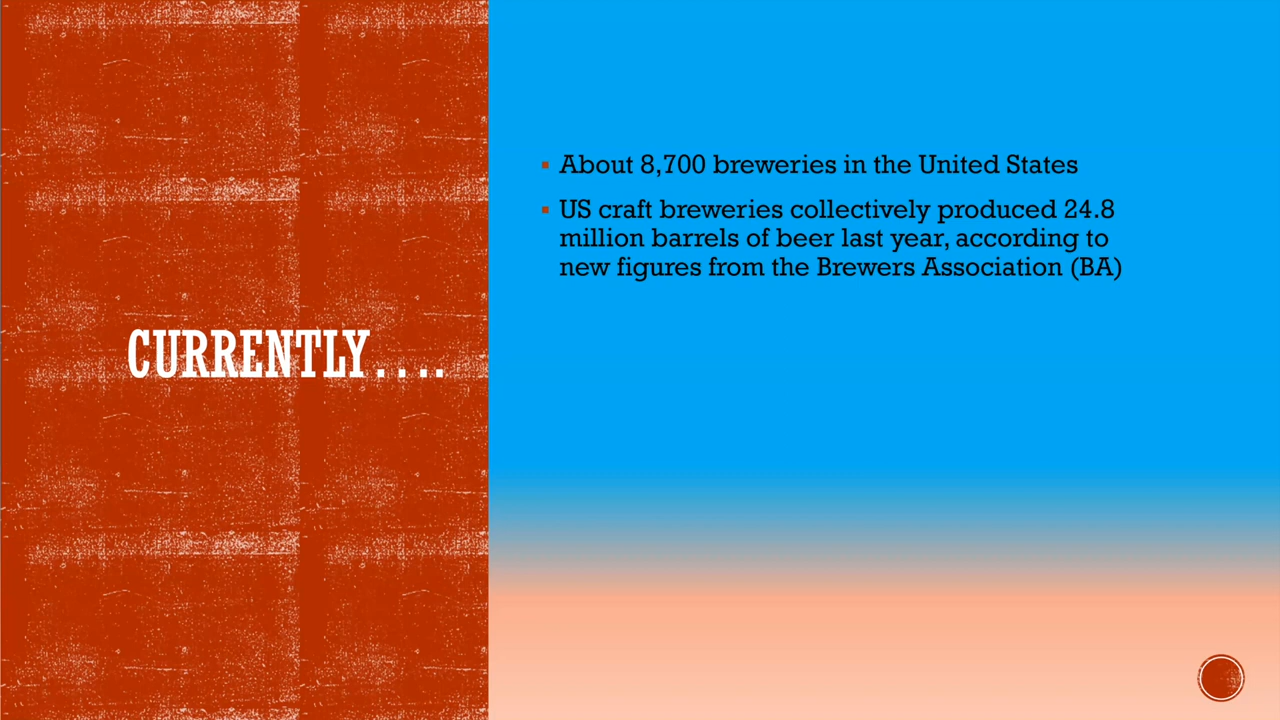 CURRENTLY....
▪ About 8,700 breweries in the United States
▪ US craft breweries collectively produced 24.8
million barrels of beer last year, according to
new figures from the Brewers Association (BA)